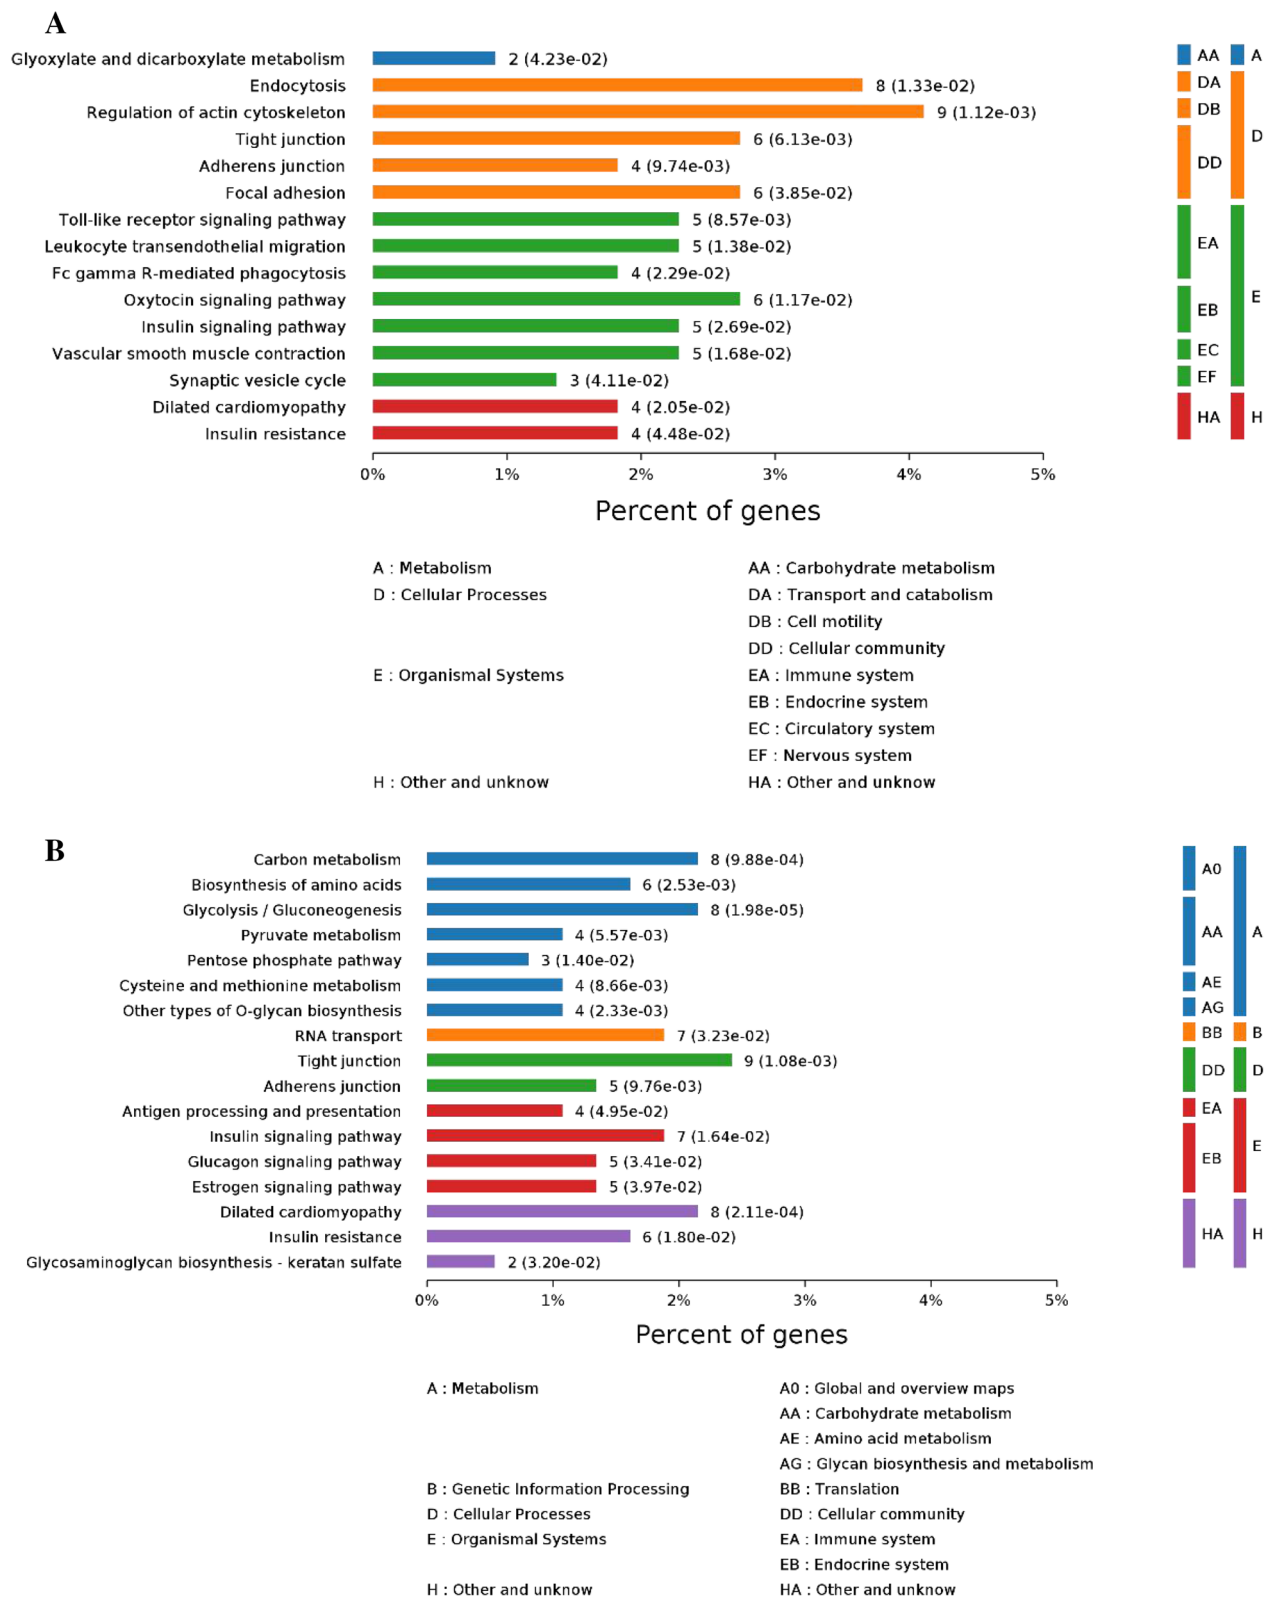 A
Glyoxylate and dicarboxylate metabolism 2 (4.23e-02) AA A
Endocytosis 8 (1.33e-02) DA
Regulation of actin cytoskeleton 9 (1.12e-03) DB
D
Tight junction 6 (6.13e-03)
Adherens junction 4 (9.74e-03) DD
Focal adhesion 6 (3.85e-02)
Toll-like receptor signaling pathway 5 (8.57e-03)
Leukocyte transendothelial migration 5 (1.38e-02) EA
Fc gamma R-mediated phagocytosis 4 (2.29e-02)
Oxytocin signaling pathway 6 (1.17e-02) E
EB
Insulin signaling pathway 5 (2.69e-02)
Vascular smooth muscle contraction 5 (1.68e-02) EC
Synaptic vesicle cycle 3 (4.11e-02) EF
Dilated cardiomyopathy 4 (2.05e-02)
HA H
Insulin resistance 4 (4.48e-02)
0% 1% 2% 3% 4% 5%
Percent of genes
A : Metabolism AA : Carbohydrate metabolism
D : Cellular Processes DA : Transport and catabolism
DB : Cell motility
DD : Cellular community
E : Organismal Systems EA : Immune system
EB : Endocrine system
EC : Circulatory system
EF : Nervous system
H : Other and unknow HA : Other and unknow
B
Carbon metabolism 8 (9.88e-04)
A0
Biosynthesis of amino acids 6 (2.53e-03)
Glycolysis / Gluconeogenesis 8 (1.98e-05)
Pyruvate metabolism 4 (5.57e-03) AA A
Pentose phosphate pathway 3 (1.40e-02)
Cysteine and methionine metabolism 4 (8.66e-03) AE
Other types of O-glycan biosynthesis 4 (2.33e-03) AG
RNA transport 7 (3.23e-02) BB B
Tight junction 9 (1.08e-03)
DD D
Adherens junction 5 (9.76e-03)
Antigen processing and presentation 4 (4.95e-02) EA
Insulin signaling pathway 7 (1.64e-02)
E
Glucagon signaling pathway 5 (3.41e-02) EB
Estrogen signaling pathway 5 (3.97e-02)
Dilated cardiomyopathy 8 (2.11e-04)
Insulin resistance 6 (1.80e-02) HA H
Glycosaminoglycan biosynthesis - keratan sulfate 2 (3.20e-02)
0% 1% 2% 3% 4% 5%
Percent of genes
A : Metabolism A0 : Global and overview maps
AA : Carbohydrate metabolism
AE : Amino acid metabolism
AG : Glycan biosynthesis and metabolism
B : Genetic Information Processing BB : Translation
D : Cellular Processes DD : Cellular community
E : Organismal Systems EA : Immune system
EB : Endocrine system
H : Other and unknow HA : Other and unknow